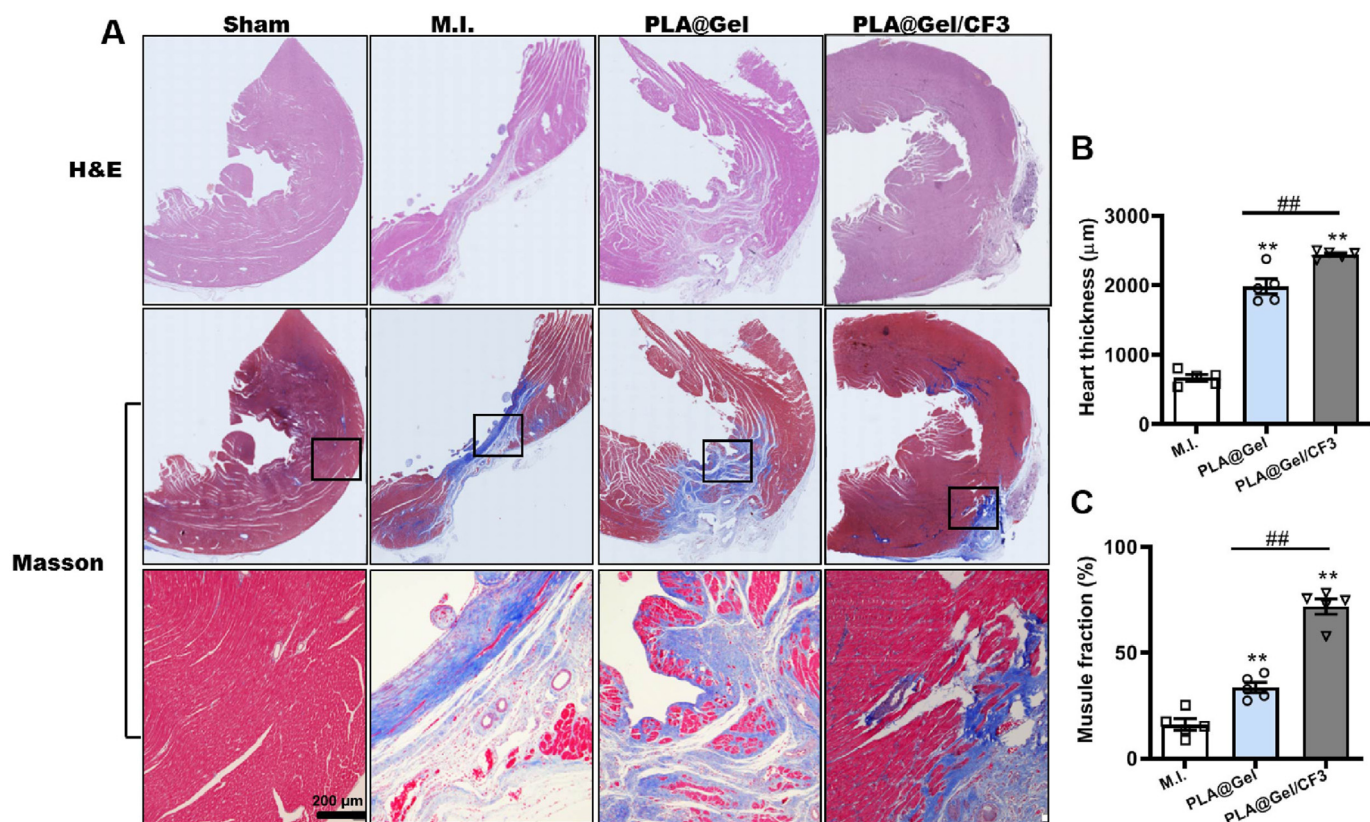 A
Sham
M.I.
PLA@Gel
PLA@Gel/CF3
H&E
Masson
200 μm
B
Heart thickness (μm)
3000
2000
1000
0
##
**
**
M.I.
PLA@Gel
PLA@Gel/CF3
C
Musule fraction (%)
100
50
0
##
**
**
M.I.
PLA@Gel
PLA@Gel/CF3